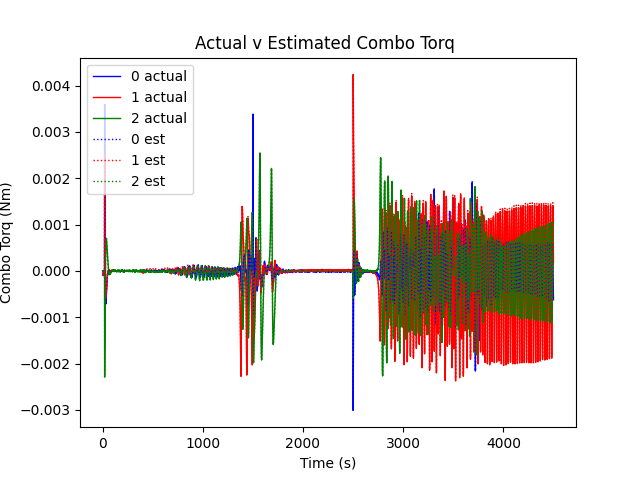 Actual v Estimated Combo Torq
0 actual
1 actual
2 actual
0 est
1 est
2 est
Combo Torq (Nm)
0.004
0.003
0.002
0.001
0.000
−0.001
−0.002
−0.003
0
1000
2000
3000
4000
Time (s)